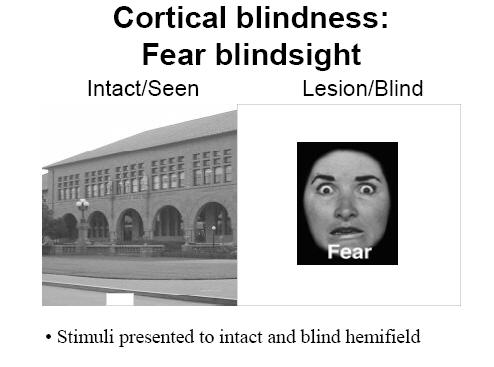 Cortical blindness:
Fear blindsight
Intact/Seen
Lesion/Blind
Fear
• Stimuli presented to intact and blind hemifield